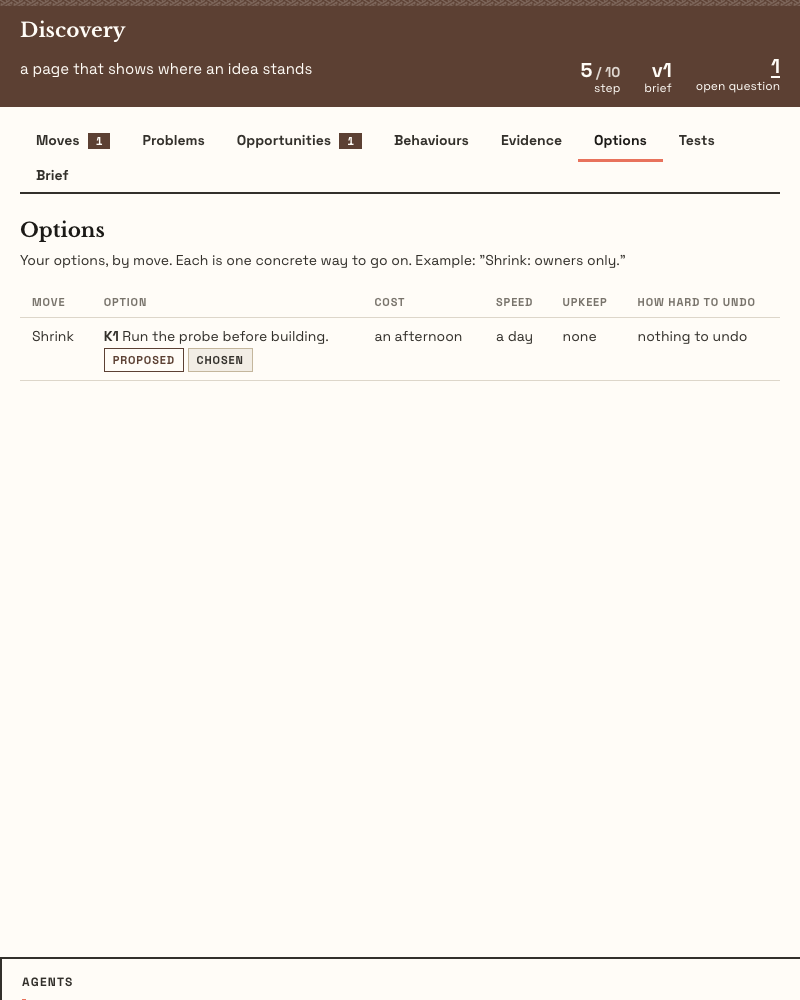 Discovery
a page that shows where an idea stands
5 / 10
step
v1
brief
1
open question
Moves 1 Problems Opportunities 1 Behaviours Evidence Options Tests
Brief
Options
Your options, by move. Each is one concrete way to go on. Example: ”Shrink: owners only.”
MOVE OPTION COST SPEED UPKEEP HOW HARD TO UNDO
Shrink K1 Run the probe before building. an afternoon a day none nothing to undo
PROPOSED CHOSEN
AGENTS